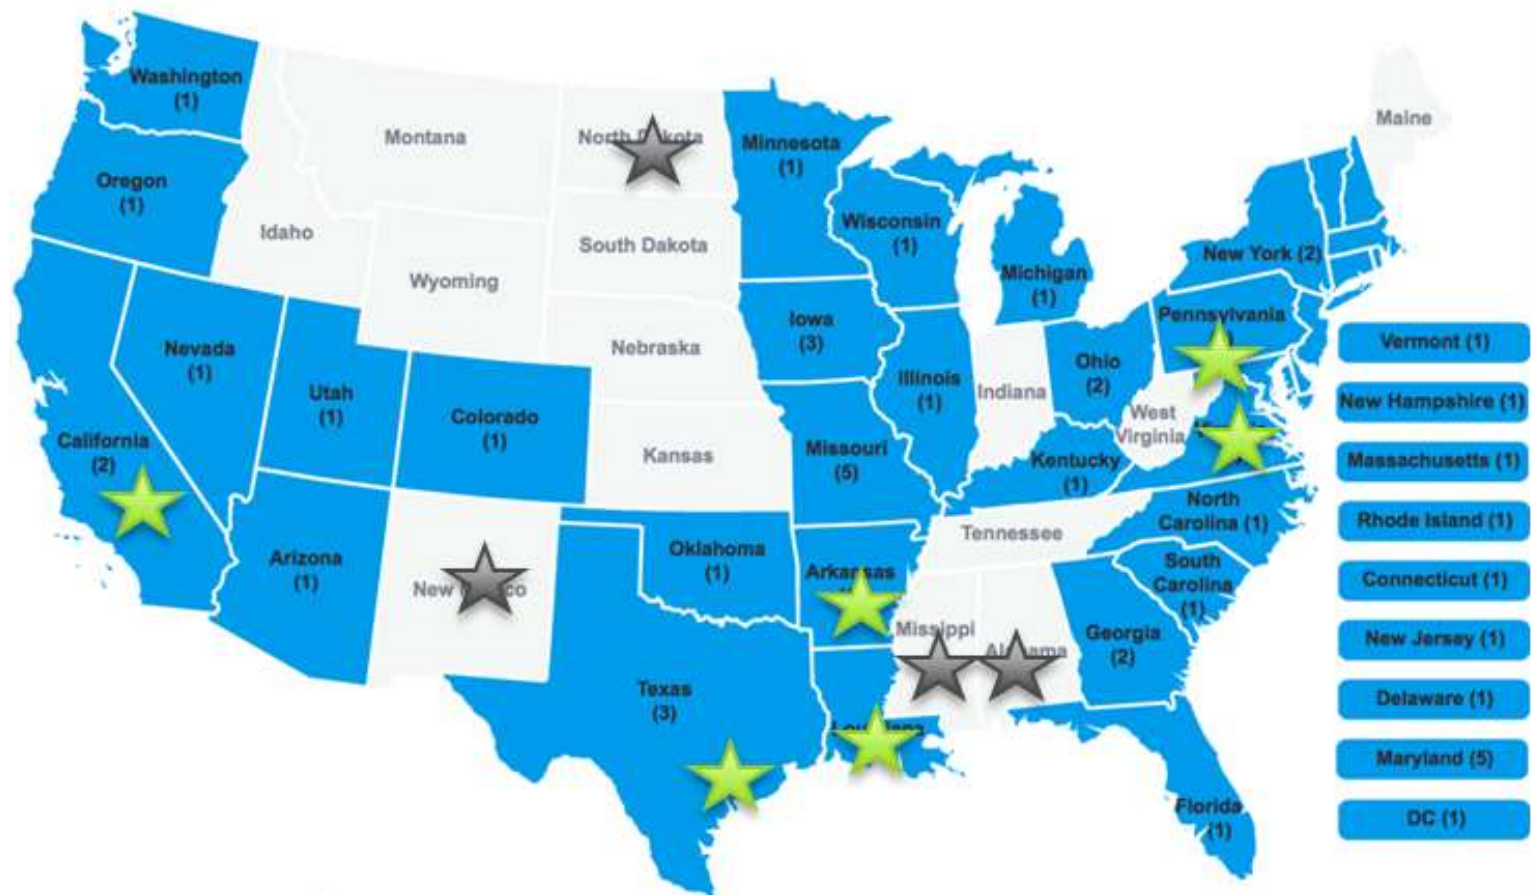 Washington
(1)
Montana
Minnesota
(1)
Maine
Oregon
(1)
Idaho
South Dakota
Wisconsin
(1)
Wyoming
Michigan
(1)
New York (2)
Nevada
(1)
Nebraska
Iowa
(3)
Pennsylvania
Vermont (1)
Utah
(1)
Colorado
(1)
Illinois
(1)
Indiana
Ohio
(2)
New Hampshire (1)
California
(2)
Kansas
Missouri
(5)
Kentucky
(1)
West
Virginia
Massachusetts (1)
Arizona
(1)
Oklahoma
(1)
Tennessee
North
Carolina (1)
Rhode Island (1)
New
Arkansas
South
Carolina
(1)
Connecticut (1)
Texas
(3)
Missippi
Georgia
(2)
New Jersey (1)
Delaware (1)
Maryland (5)
Florida
(1)
DC (1)